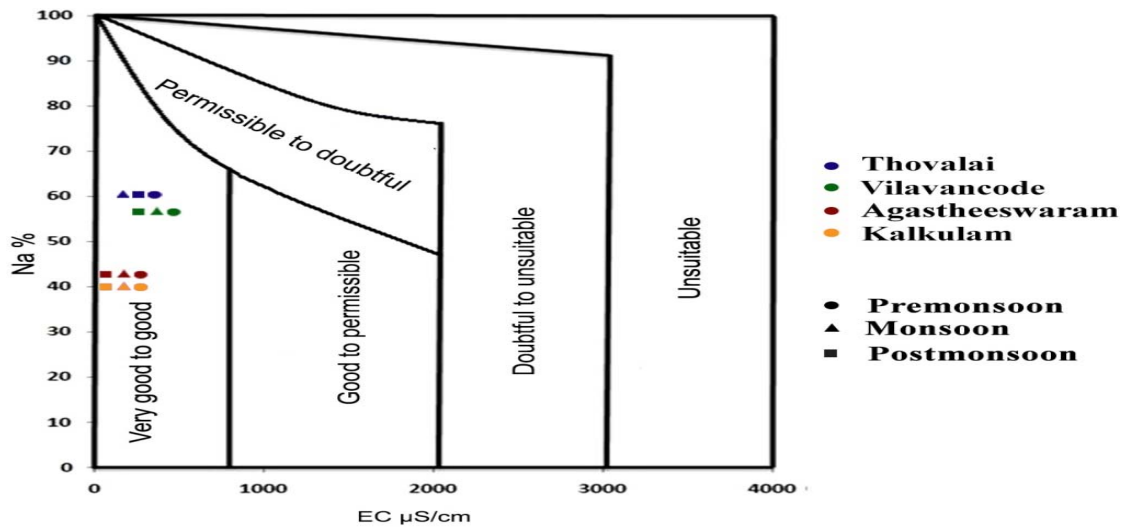 100
90
80
70
60
50
40
30
20
10
0
Na %
0
1000
2000
3000
4000
EC µS/cm
Permissible to doubtful
Very good to good
Good to permissible
Doubtful to unsuitable
Unsuitable
Thovalai
Vilavancode
Agastheeswaram
Kalkulam
Premonsoon
Monsoon
Postmonsoon